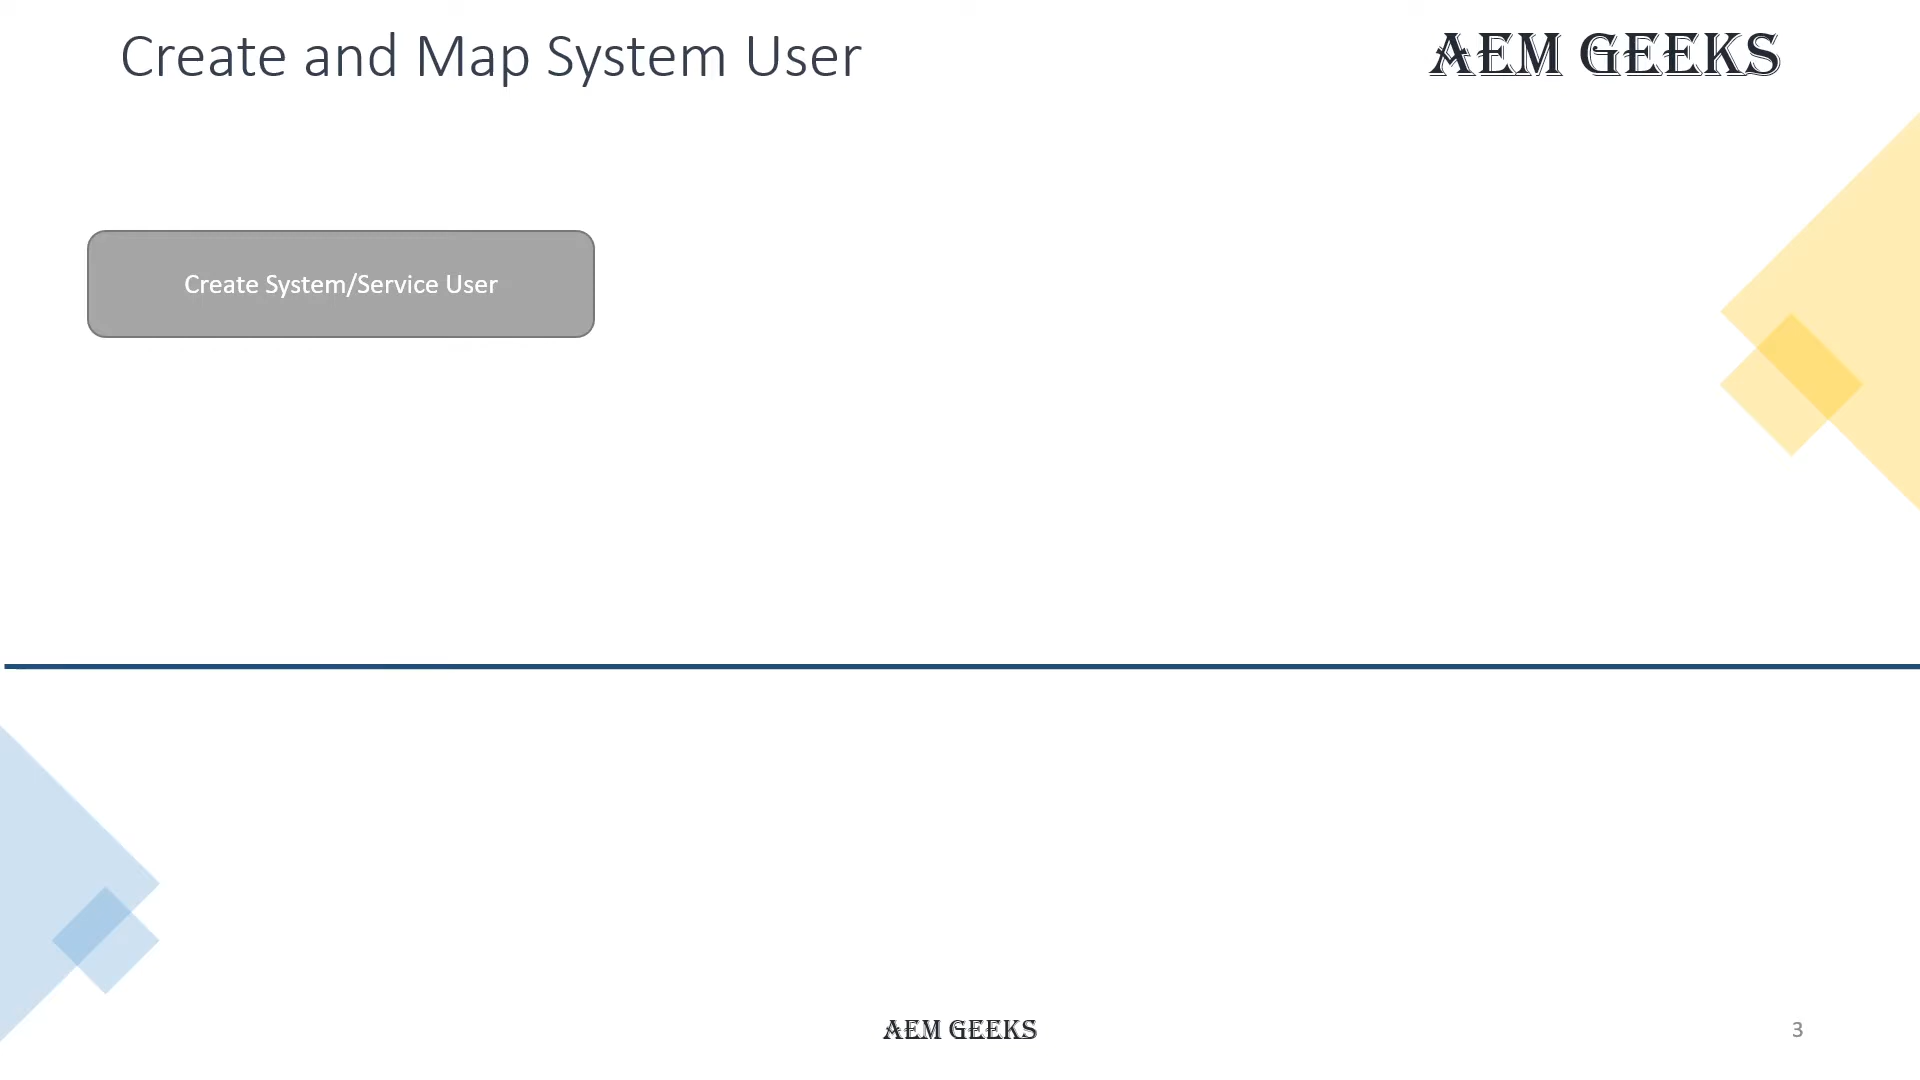 Create and Map System User
AEM GEEKS
Create System/Service User
AEM GEEKS
3